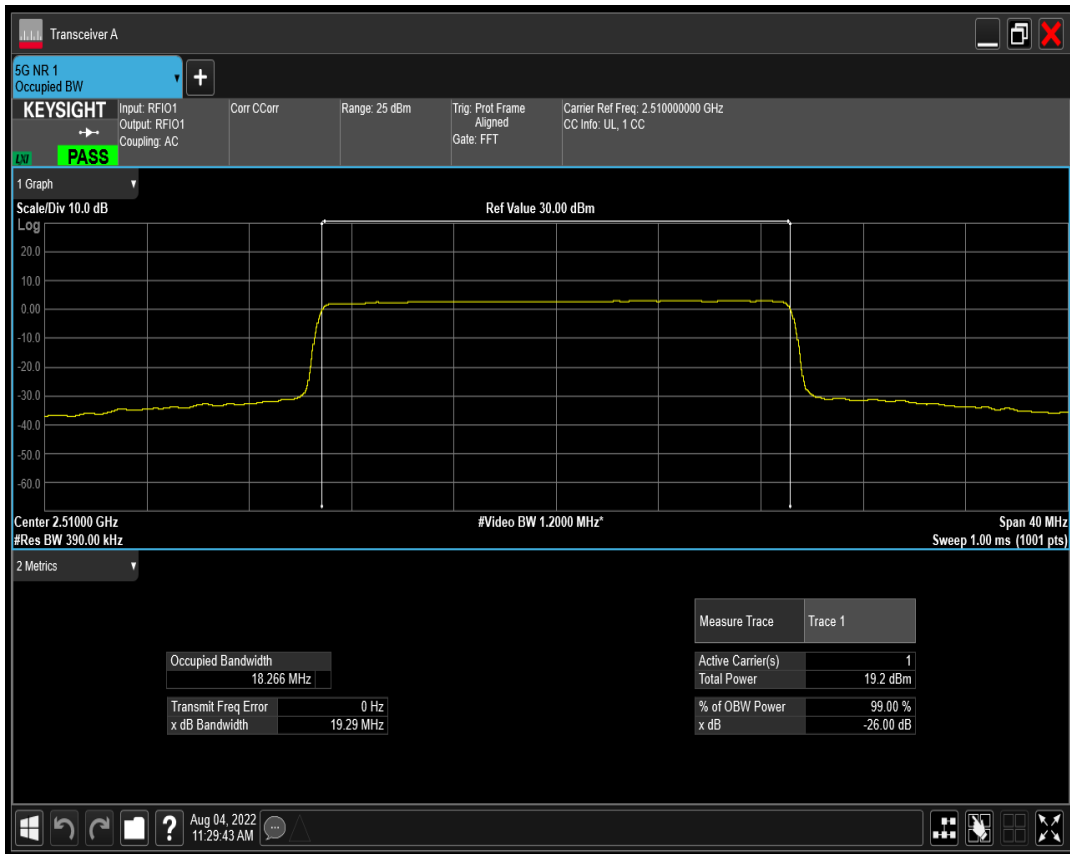 Transceiver A
5G NR 1
Occupied BW
+
KEYSIGHT
LXI
PASS
Input: RFIO1
Output: RFIO1
Coupling: AC
Corr CCorr
Range: 25 dBm
Trig: Prot Frame
Aligned
Gate: FFT
Carrier Ref Freq: 2.510000000 GHz
CC Info: UL, 1 CC
1 Graph
Scale/Div 10.0 dB
Ref Value 30.00 dBm
Log
20.0
10.0
0.00
-10.0
-20.0
-30.0
-40.0
-50.0
-60.0
Center 2.51000 GHz
#Video BW 1.2000 MHz*
Span 40 MHz
#Res BW 390.00 kHz
Sweep 1.00 ms (1001 pts)
2 Metrics
Measure Trace Trace 1
Occupied Bandwidth
18.266 MHz
Active Carrier(s) 1
Total Power 19.2 dBm
Transmit Freq Error 0 Hz
x dB Bandwidth 19.29 MHz
% of OBW Power 99.00 %
x dB -26.00 dB
?
Aug 04, 2022
11:29:43 AM